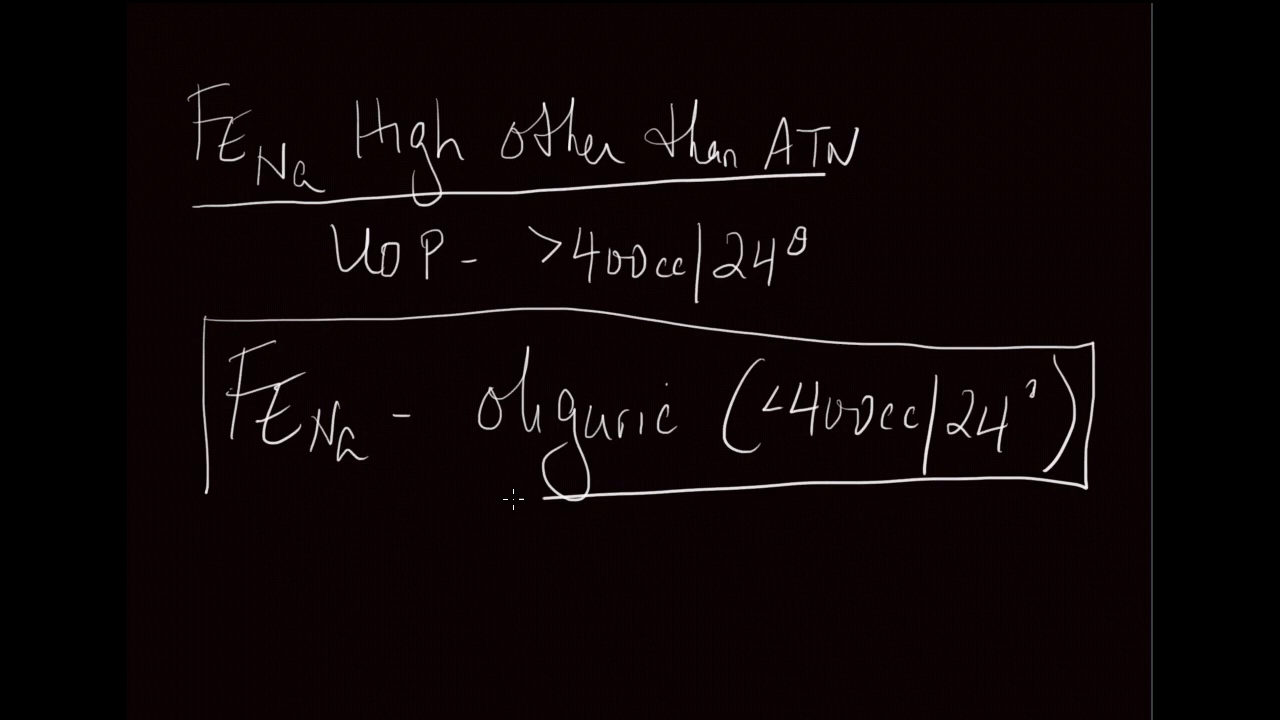 FENa High other than ATN
UOP - >400cc/24°
FENa - oliguric (<400cc/24°)